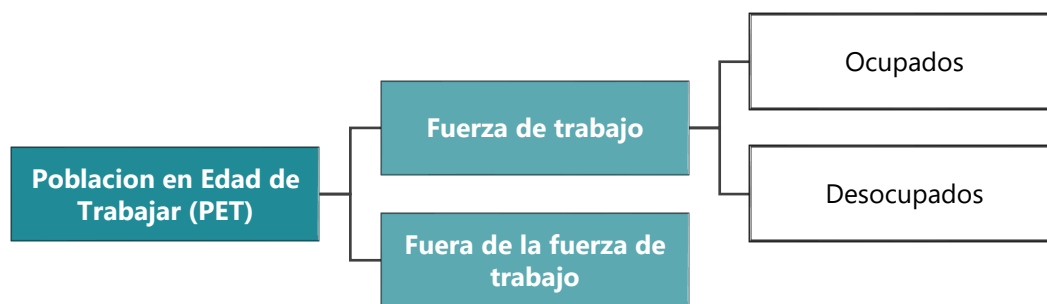 Poblacion en Edad de
Trabajar (PET)
Fuerza de trabajo
Fuera de la fuerza de
trabajo
Ocupados
Desocupados